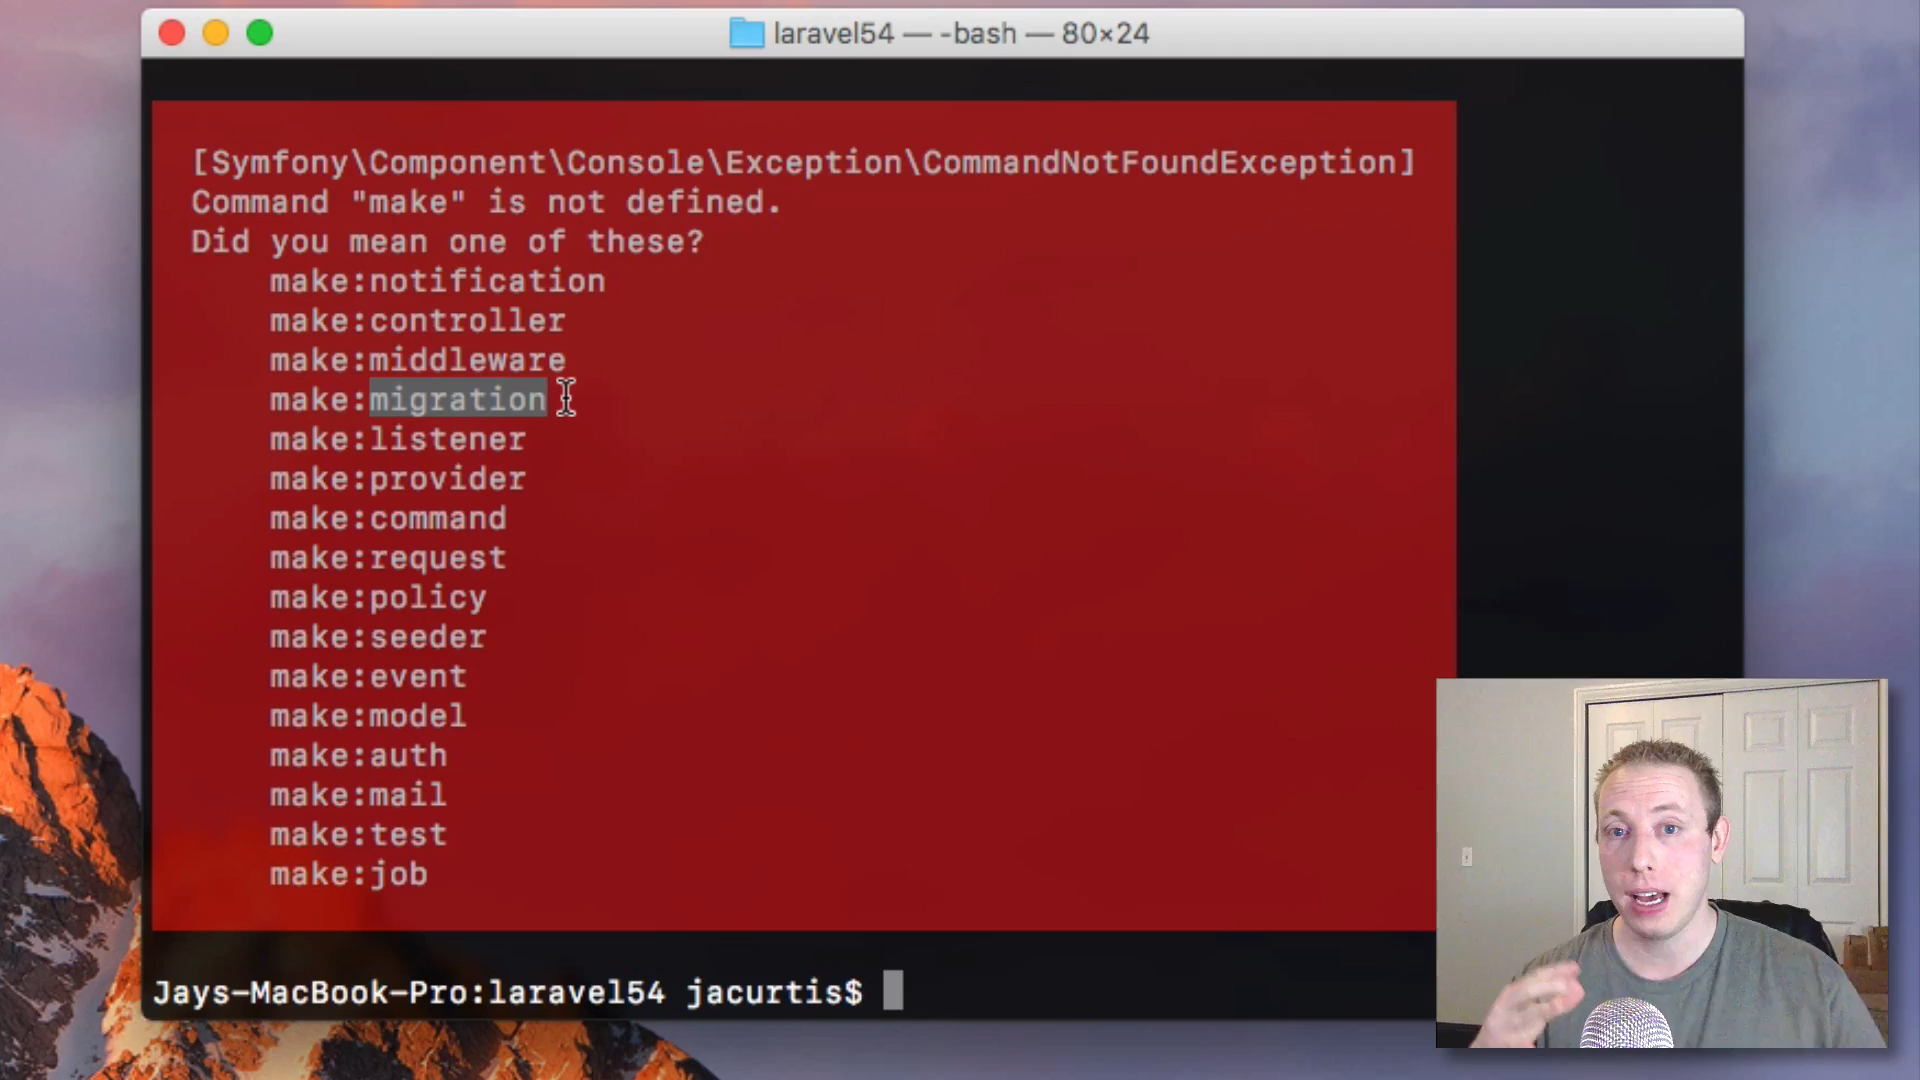 laravel54 — -bash — 80×24
[Symfony\Component\Console\Exception\CommandNotFoundException]
Command "make" is not defined.
Did you mean one of these?
make:notification
make:controller
make:middleware
make:migration
make:listener
make:provider
make:command
make:request
make:policy
make:seeder
make:event
make:model
make:auth
make:mail
make:test
make:job
Jays-MacBook-Pro:laravel54 jacurtis$